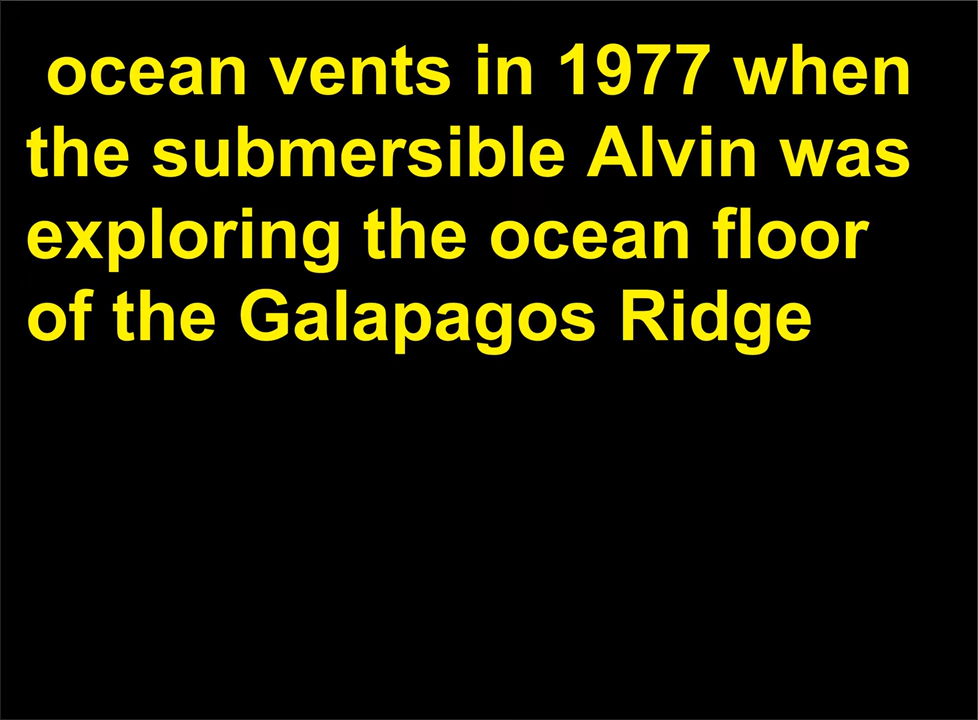 ocean vents in 1977 when
the submersible Alvin was
exploring the ocean floor
of the Galapagos Ridge